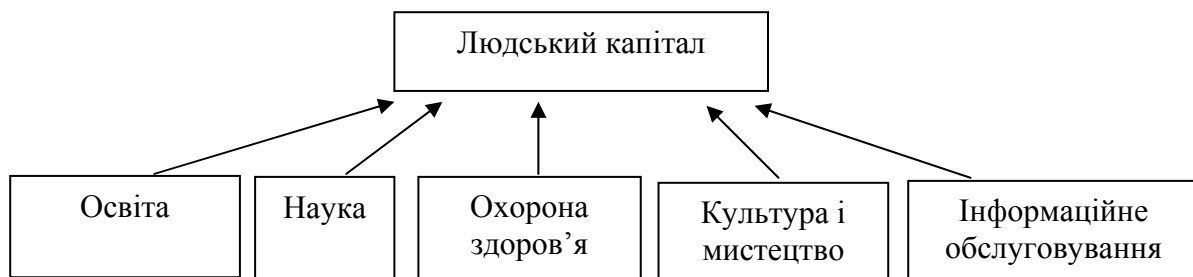 Людський капітал
Освіта
Наука
Охорона
здоров’я
Культура і
мистецтво
Інформаційне
обслуговування